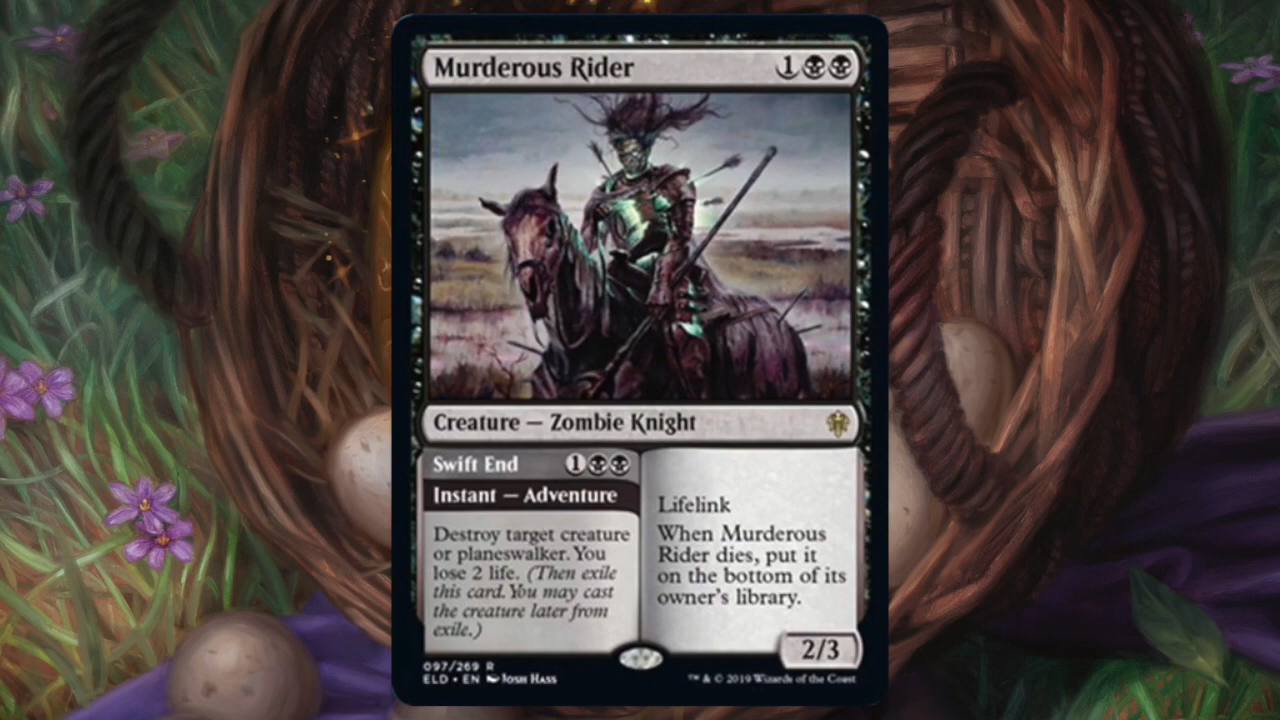 Murderous Rider 1
Creature — Zombie Knight
Swift End 1
Instant — Adventure
Destroy target creature
or planeswalker. You
lose 2 life. (Then exile
this card. You may cast
the creature later from
exile.)
Lifelink
When Murderous
Rider dies, put it
on the bottom of its
owner's library.
2/3
097/269 R
ELD • EN Josh Hass
™ & © 2019 Wizards of the Coast